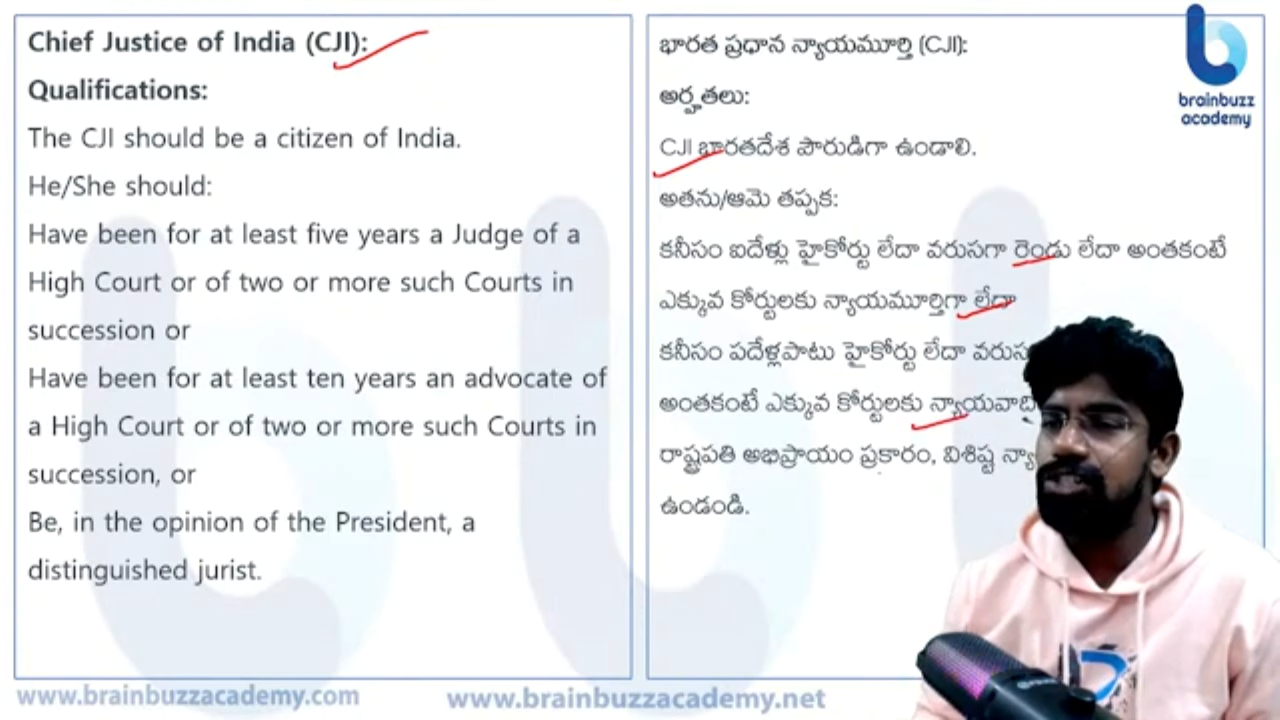 Chief Justice of India (CJI):
Qualifications:
The CJI should be a citizen of India.
He/She should:
Have been for at least five years a Judge of a
High Court or of two or more such Courts in
succession or
Have been for at least ten years an advocate of
a High Court or of two or more such Courts in
succession, or
Be, in the opinion of the President, a
distinguished jurist.
భారత ప్రధాన న్యాయమూర్తి (CJI):
అర్హతలు:
CJI భారతదేశ పౌరుడిగా ఉండాలి.
అతను/ఆమె తప్పక:
కనీసం ఐదేళ్లు హైకోర్టు లేదా వరుసగా రెండు లేదా అంతకంటే
ఎక్కువ కోర్టులకు న్యాయమూర్తిగా లేదా
కనీసం పదేళ్లపాటు హైకోర్టు లేదా
అంతకంటే ఎక్కువ కోర్టులకు
రాష్ట్రపతి అభిప్రాయం ప్రకారం, విశిష్ట
ఉండండి.
brainbuzz
academy
www.brainbuzzacademy.com
www.brainbuzzacademy.net